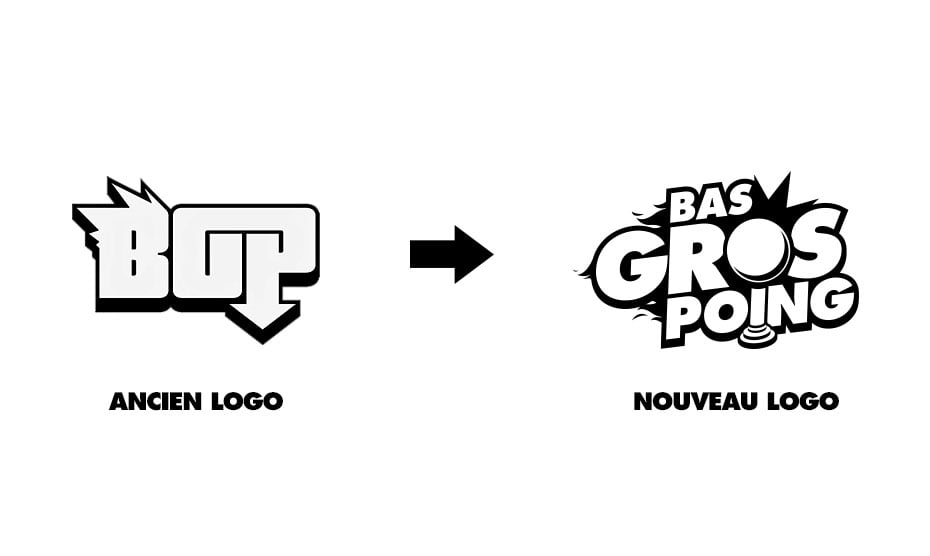 BGP
BAS
GROS
POING
ANCIEN LOGO
NOUVEAU LOGO